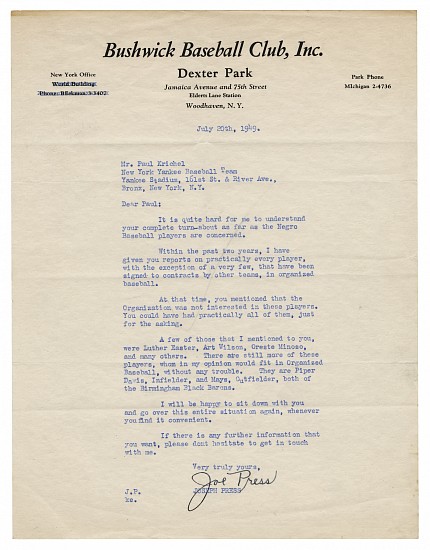 Bushwick Baseball Club, Inc.
New York Office
World Building
Phone: BEekman 3-3402
Dexter Park
Jamaica Avenue and 75th Street
Elderts Lane Station
Woodhaven, N. Y.
Park Phone
MIchigan 2-4736
July 20th, 1949.
Mr. Paul Krichel
New York Yankee Baseball Team
Yankee Stadium, 161st St. & River Ave.,
Bronx, New York, N.Y.
Dear Paul;
It is quite hard for me to understand
your complete turn-about as far as the Negro
Baseball players are concerned.
Within the past two years, I have
given you reports on practically every player,
with the exception of a very few, that have been
signed to contracts by other teams, in organized
baseball.
At that time, you mentioned that the
Organization was not interested in these players.
You could have had practically all of them, just
for the asking.
A few of those that I mentioned to you,
were Luther Easter, Art Wilson, Oreste Minoso,
and many others. There are still more of these
players, whom in my opinion would fit in Organized
Baseball, without any trouble. They are Piper
Davis, Infielder, and Mays, Outfielder, both of
the Birmingham Black Barons.
I will be happy to sit down with you
and go over this entire situation again, whenever
you find it convenient.
If there is any further information that
you want, please dont hesitate to get in touch
with me.
Very truly yours,
Joe Press
JOSEPH PRESS
J.P.
ks.